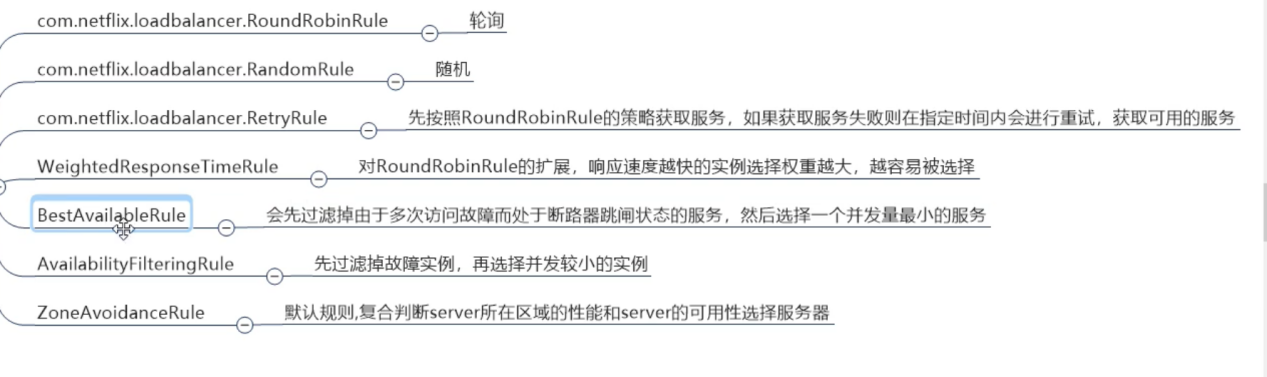 com.netflix.loadbalancer.RoundRobinRule 轮询
com.netflix.loadbalancer.RandomRule 随机
com.netflix.loadbalancer.RetryRule 先按照RoundRobinRule的策略获取服务，如果获取服务失败则在指定时间内会进行重试，获取可用的服务
WeightedResponseTimeRule 对RoundRobinRule的扩展，响应速度越快的实例选择权重越大，越容易被选择
BestAvailableRule 会先过滤掉由于多次访问故障而处于断路器跳闸状态的服务，然后选择一个并发量最小的服务
AvailabilityFilteringRule 先过滤掉故障实例，再选择并发较小的实例
ZoneAvoidanceRule 默认规则,复合判断server所在区域的性能和server的可用性选择服务器